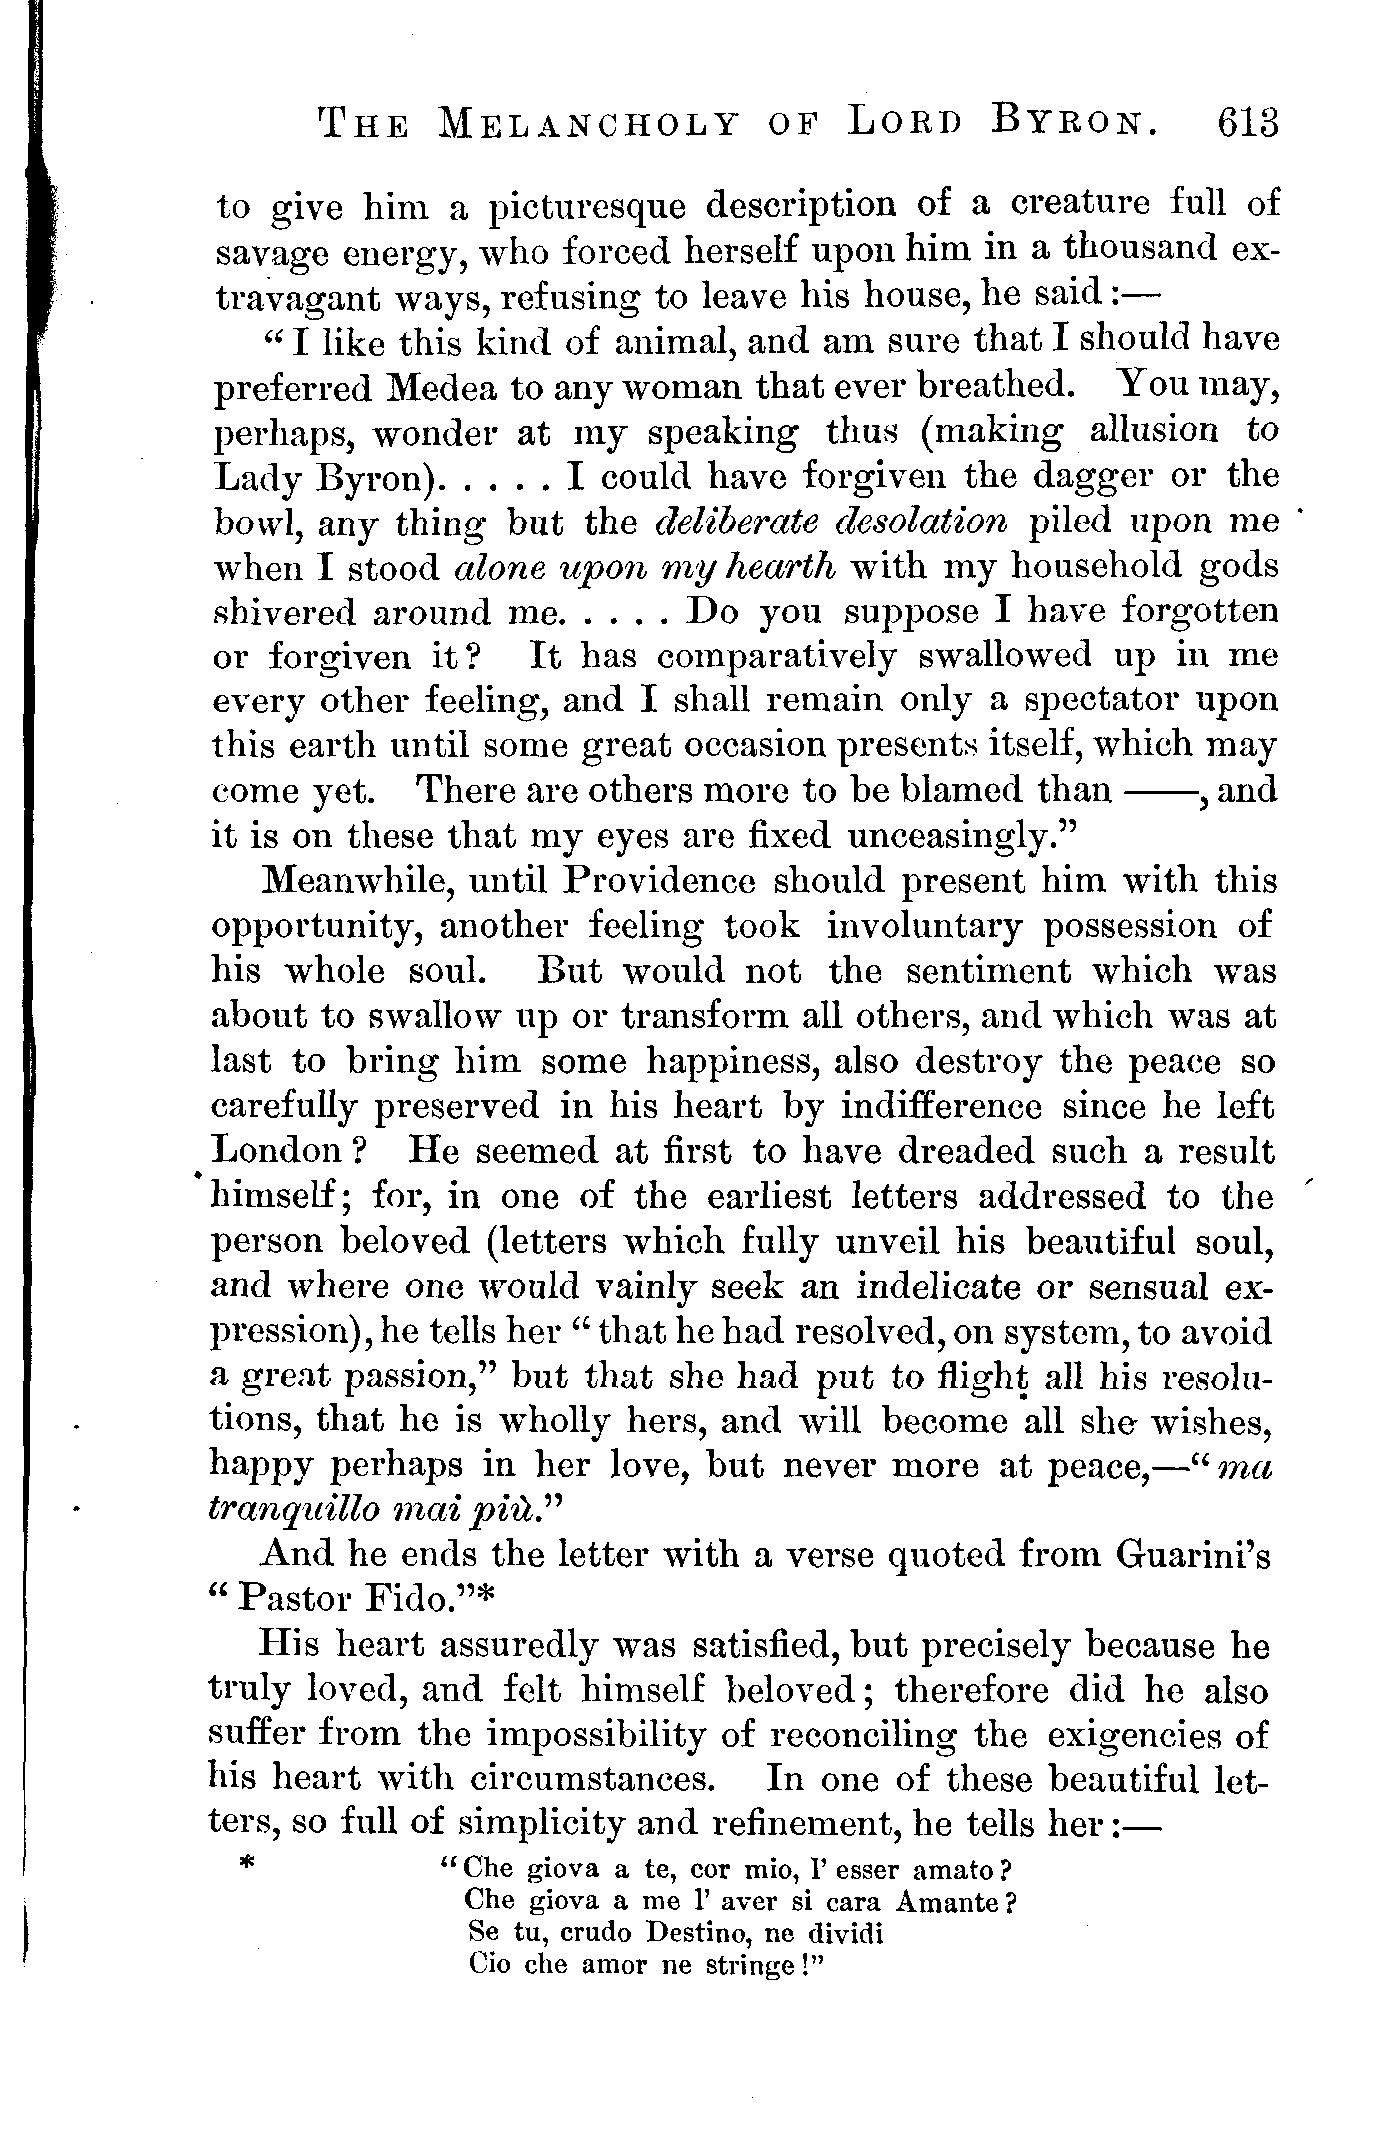 THE MELANCHOLY OF LORD BYRON. 613
to give him a picturesque description of a creature full of
savage energy, who forced herself upon him in a thousand ex-
travagant ways, refusing to leave his house, he said:—
"I like this kind of animal, and am sure that I should have
preferred Medea to any woman that ever breathed. You may,
perhaps, wonder at my speaking thus (making allusion to
Lady Byron). . . . . . I could have forgiven the dagger or the
bowl, any thing but the deliberate desolation piled upon me
when I stood alone upon my hearth with my household gods
shivered around me. . . . . . Do you suppose I have forgotten
or forgiven it? It has comparatively swallowed up in me
every other feeling, and I shall remain only a spectator upon
this earth until some great occasion presents itself, which may
come yet. There are others more to be blamed than ——, and
it is on these that my eyes are fixed unceasingly."
Meanwhile, until Providence should present him with this
opportunity, another feeling took involuntary possession of
his whole soul. But would not the sentiment which was
about to swallow up or transform all others, and which was at
last to bring him some happiness, also destroy the peace so
carefully preserved in his heart by indifference since he left
London? He seemed at first to have dreaded such a result
himself; for, in one of the earliest letters addressed to the
person beloved (letters which fully unveil his beautiful soul,
and where one would vainly seek an indelicate or sensual ex-
pression), he tells her "that he had resolved, on system, to avoid
a great passion," but that she had put to flight all his resolu-
tions, that he is wholly hers, and will become all she wishes,
happy perhaps in her love, but never more at peace,—"ma
tranquillo mai più."
And he ends the letter with a verse quoted from Guarini's
"Pastor Fido."*
His heart assuredly was satisfied, but precisely because he
truly loved, and felt himself beloved; therefore did he also
suffer from the impossibility of reconciling the exigencies of
his heart with circumstances. In one of these beautiful let-
ters, so full of simplicity and refinement, he tells her:—
* "Che giova a te, cor mio, l' esser amato?
Che giova a me l' aver si cara Amante?
Se tu, crudo Destino, ne dividi
Cio che amor ne stringe!"